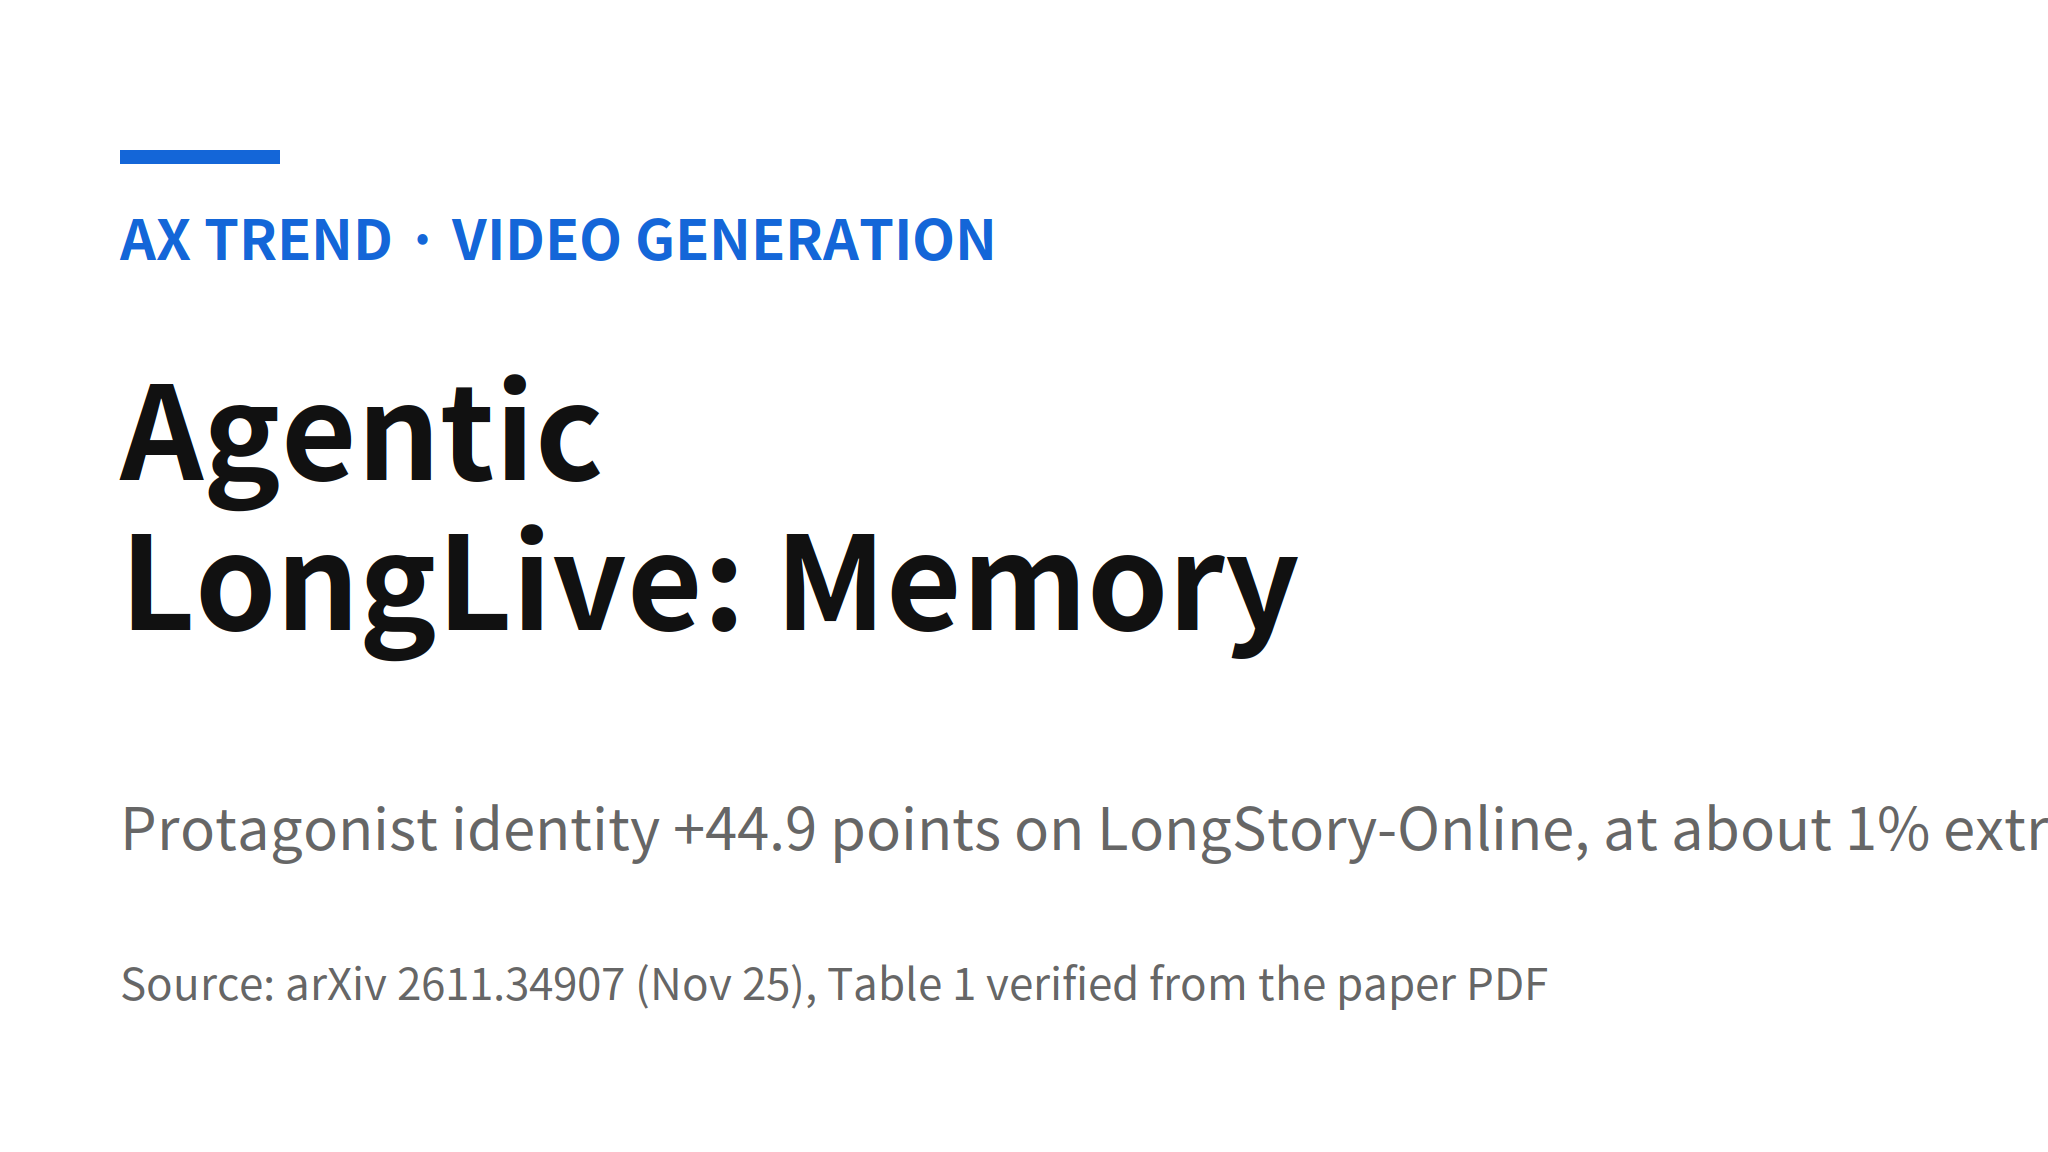 AX TREND · VIDEO GENERATION
Agentic
LongLive: Memory
Protagonist identity +44.9 points on LongStory-Online, at about 1%
Source: arXiv 2611.34907 (Nov 25), Table 1 verified from the paper PDF